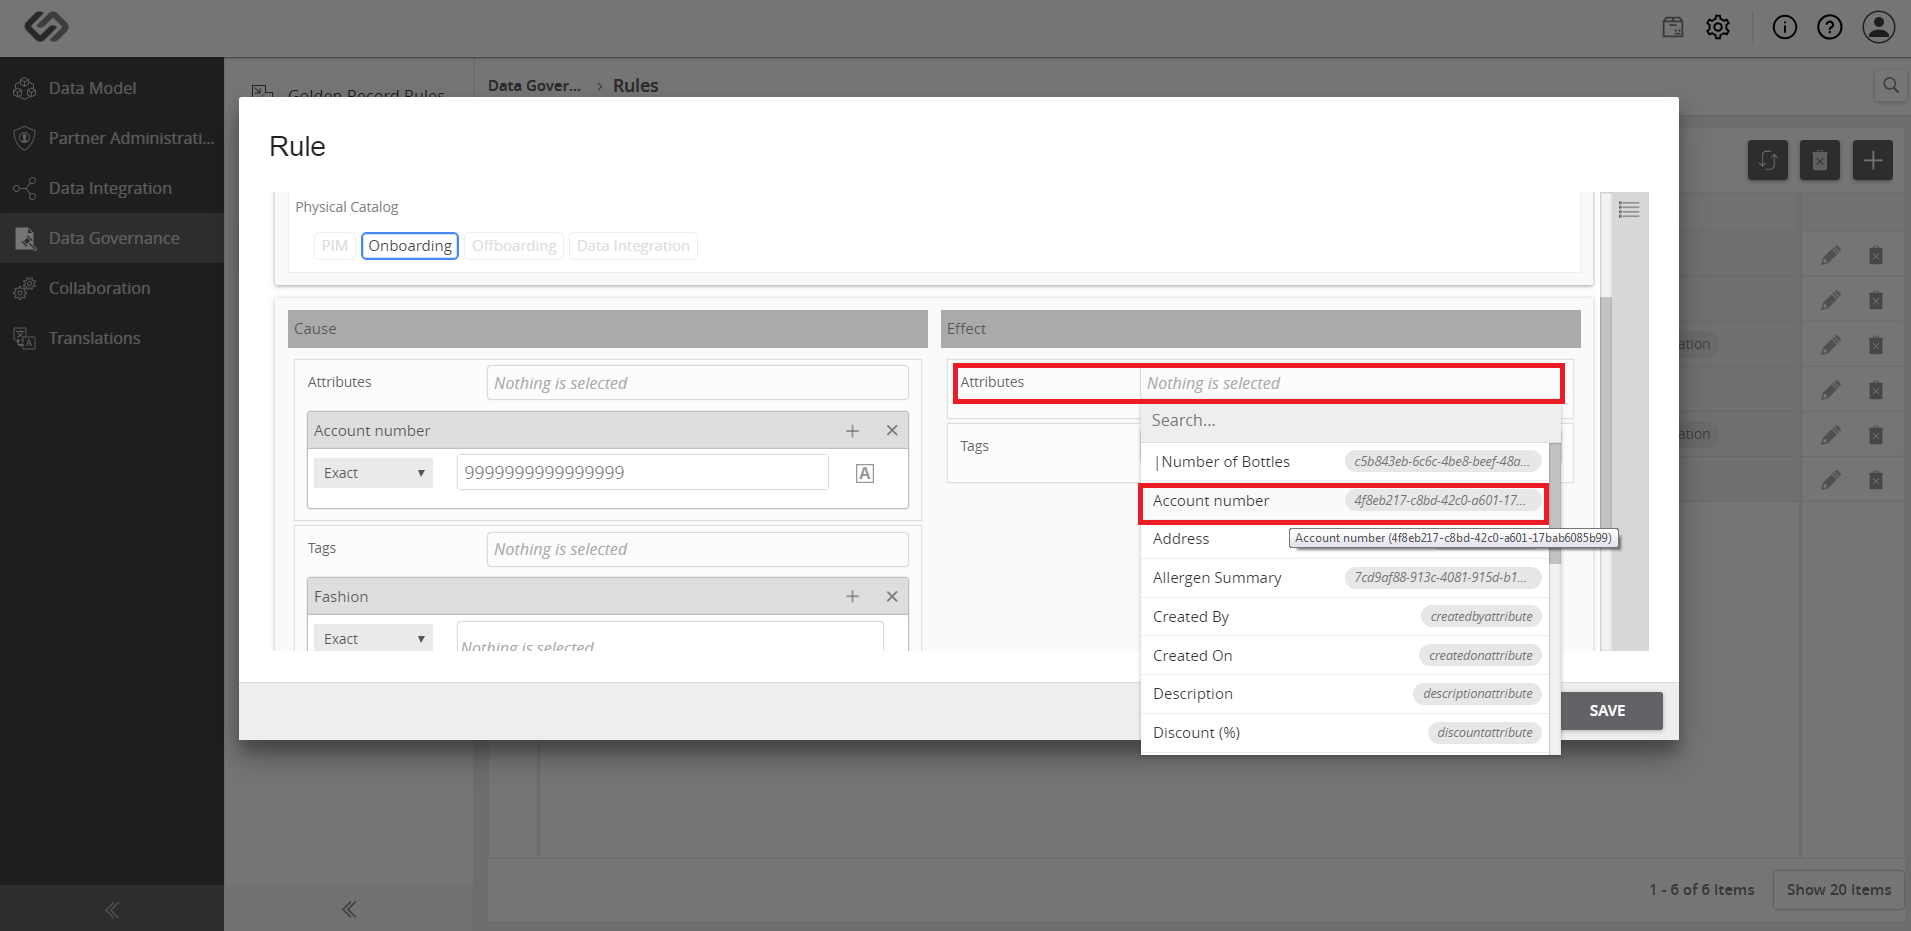 Data Model
Partner Administrati...
Data Integration
Data Governance
Collaboration
Translations
Golden Record Rules
Data Gover... › Rules
Rule
Physical Catalog
PIM Onboarding Offboarding Data Integration
Cause
Attributes Nothing is selected
Account number
Exact 9999999999999999 A
Tags Nothing is selected
Fashion
Exact Nothing is selected
Effect
Attributes Nothing is selected
Tags
Search...
|Number of Bottles c5b843eb-6c6c-4be8-beef-48a...
Account number 4f8eb217-c8bd-42c0-a601-17...
Address
Account number (4f8eb217-c8bd-42c0-a601-17bab6085b99)
Allergen Summary 7cd9af88-913c-4081-915d-b1...
Created By createdbyattribute
Created On createdonattribute
Description descriptionattribute
Discount (%) discountattribute
SAVE
ation
ation
1 - 6 of 6 Items Show 20 Items